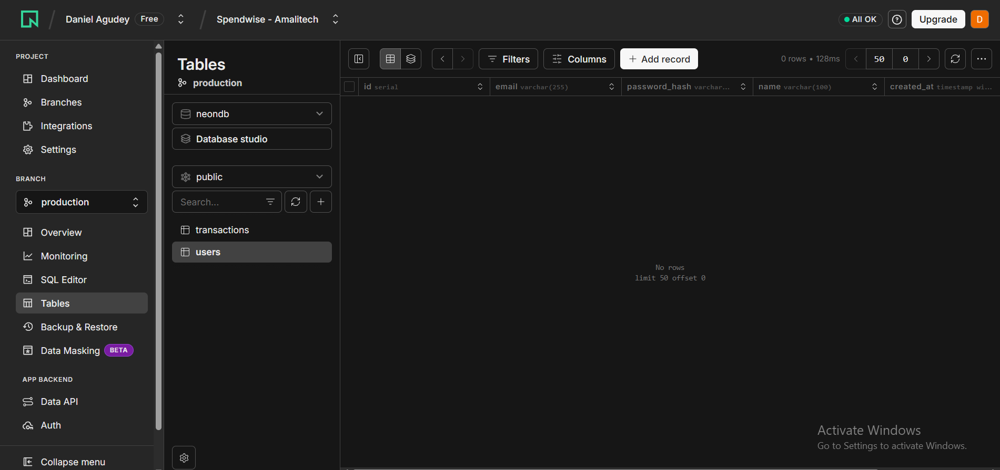 Daniel Agudey Free
Spendwise - Amalitech
All OK
Upgrade
D
PROJECT
Dashboard
Branches
Integrations
Settings
BRANCH
production
Overview
Monitoring
SQL Editor
Tables
Backup & Restore
Data Masking BETA
APP BACKEND
Data API
Auth
Collapse menu
Tables
production
neondb
Database studio
public
Search...
transactions
users
Filters
Columns
+ Add record
0 rows • 128ms
50
0
id serial
email varchar(255)
password_hash varchar...
name varchar(100)
created_at timestamp wi...
No rows
limit 50 offset 0
Activate Windows
Go to Settings to activate Windows.